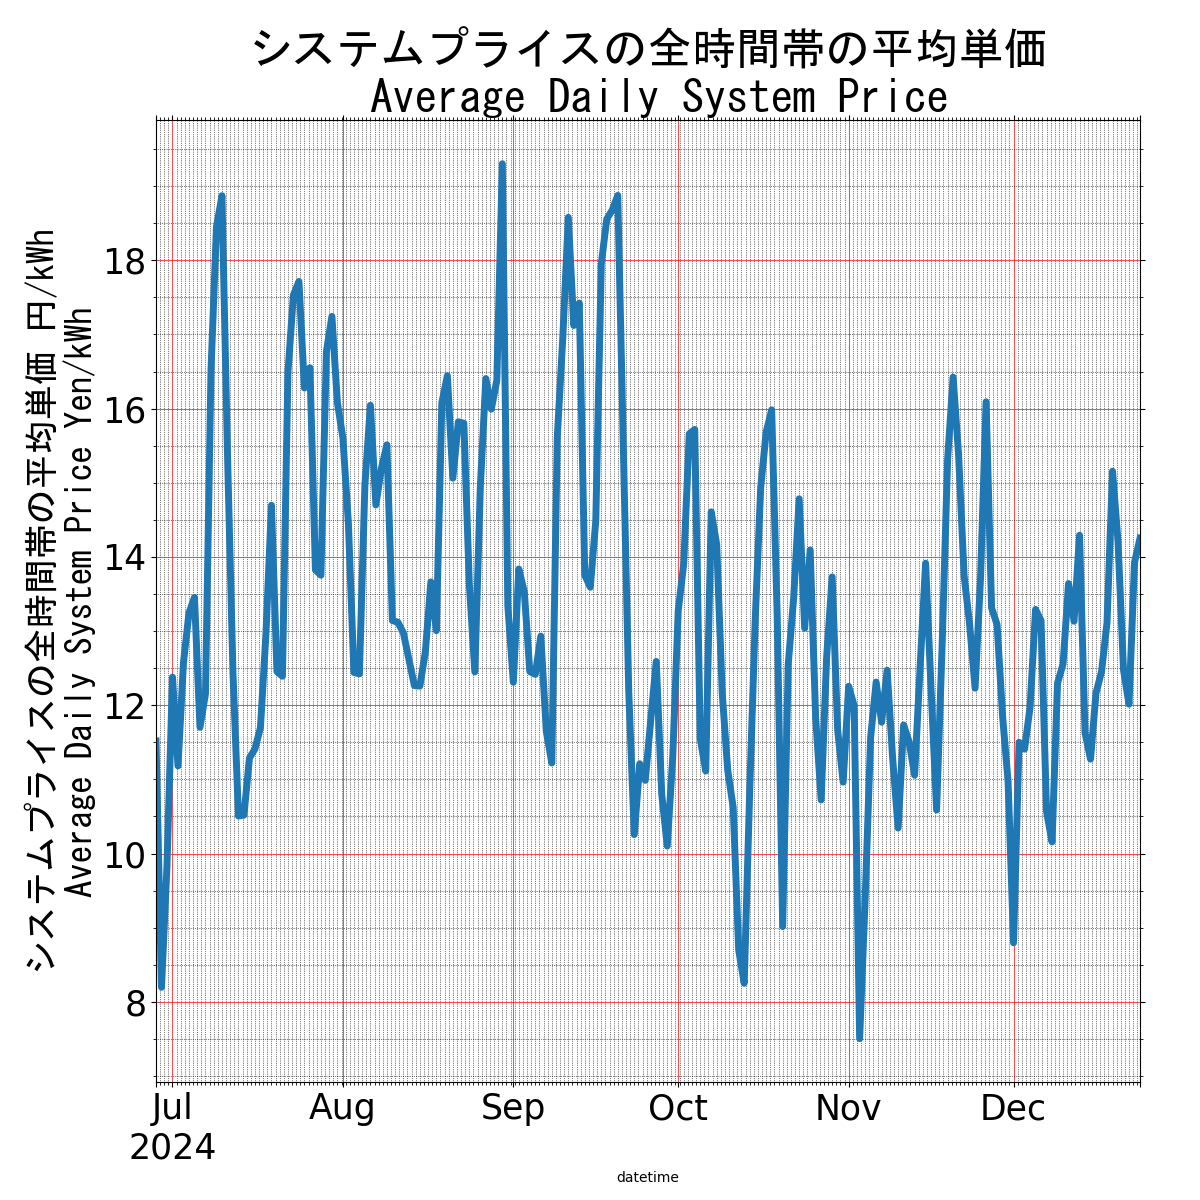 システムプライスの全時間帯の平均単価
Average Daily System Price
システムプライスの全時間帯の平均単価 円/kWh
Average Daily System Price Yen/kWh
18
16
14
12
10
8
Jul
Aug
Sep
Oct
Nov
Dec
2024
datetime